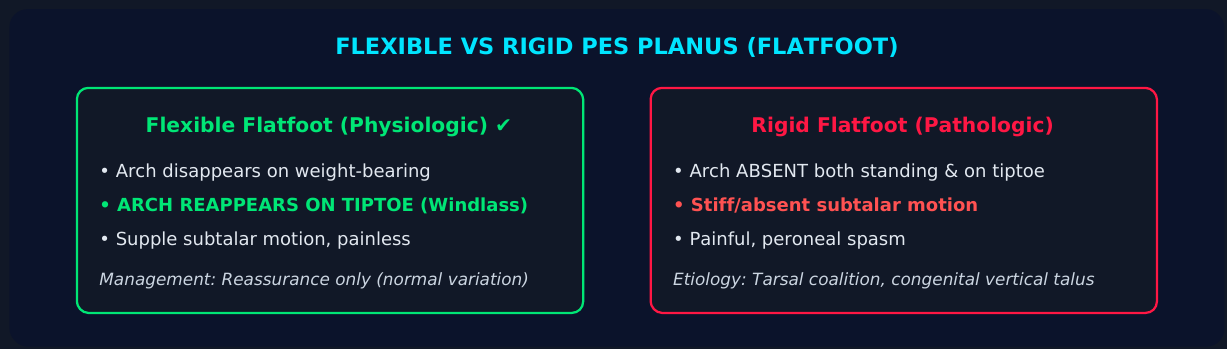 FLEXIBLE VS RIGID PES PLANUS (FLATFOOT)
Flexible Flatfoot (Physiologic) ✔
• Arch disappears on weight-bearing
• ARCH REAPPEARS ON TIPTOE (Windlass)
• Supple subtalar motion, painless
Management: Reassurance only (normal variation)
Rigid Flatfoot (Pathologic)
• Arch ABSENT both standing & on tiptoe
• Stiff/absent subtalar motion
• Painful, peroneal spasm
Etiology: Tarsal coalition, congenital vertical talus